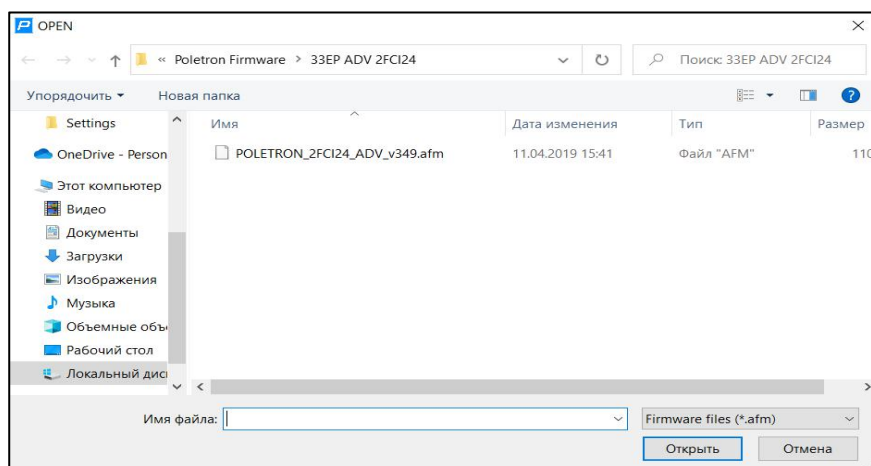 OPEN
« Poletron Firmware > 33EP ADV 2FCI24
Поиск: 33EP ADV 2FCI24
Упорядочить Новая папка
Имя Дата изменения Тип Размер
POLETRON_2FCI24_ADV_v349.afm 11.04.2019 15:41 Файл "AFM" 110
Settings
OneDrive - Person
Этот компьютер
Видео
Документы
Загрузки
Изображения
Музыка
Объемные объ
Рабочий стол
Локальный дис
Имя файла:
Firmware files (*.afm)
Открыть Отмена